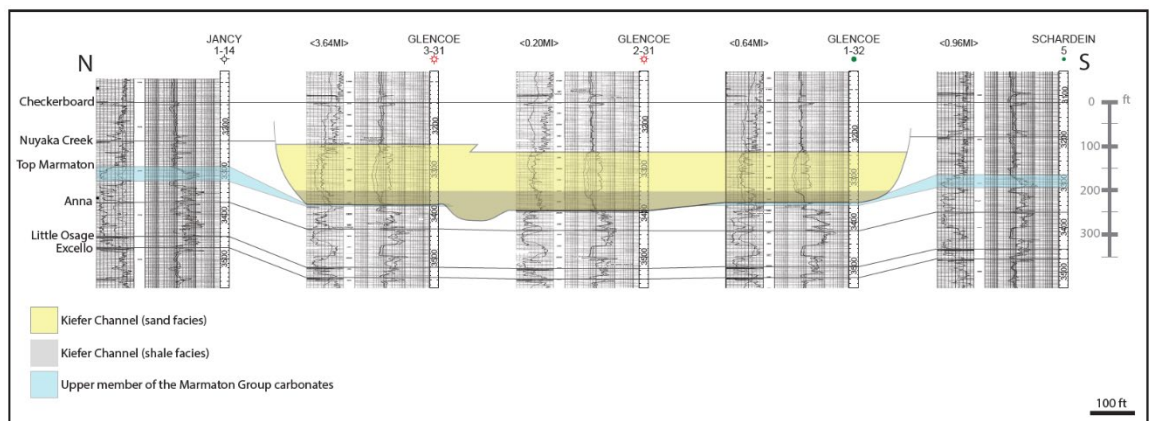 JANCY <3.64MI> GLENCOE <0.20MI> GLENCOE <0.64MI> GLENCOE <0.96MI> SCHARDEIN
1-14 3-31 2-31 1-32 5
N S
Checkerboard 0 ft
Nuyaka Creek
100
Top Marmaton
200
Anna
Little Osage 300
Excello
Kiefer Channel (sand facies)
Kiefer Channel (shale facies)
Upper member of the Marmaton Group carbonates
100 ft